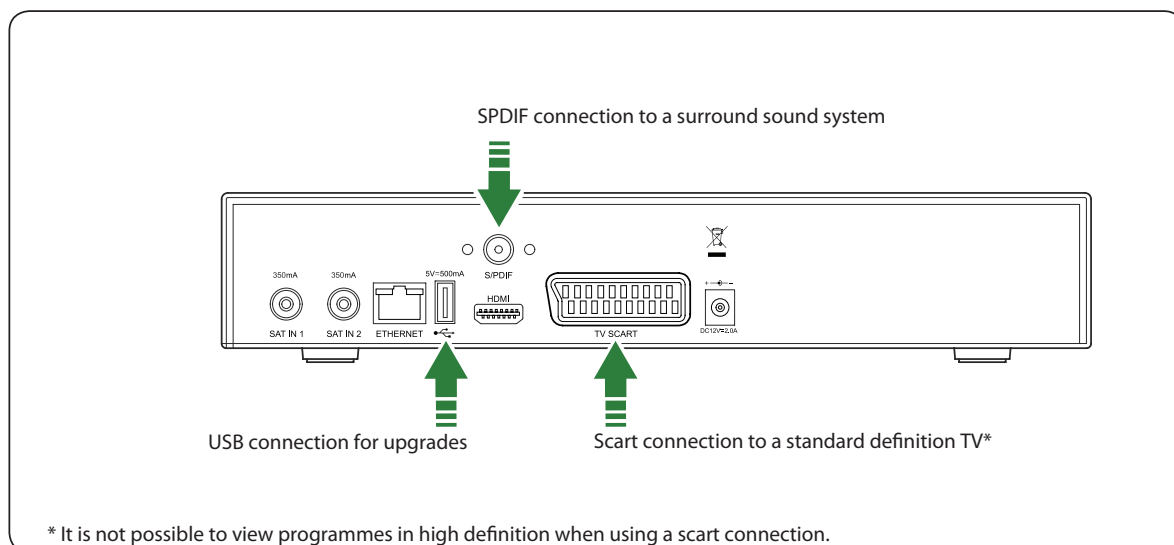 SPDIF connection to a surround sound system
350mA
350mA
5V=500mA
S/PDIF
HDMI
+ -
SAT IN 1
SAT IN 2
ETHERNET
TV SCART
DC12V=2.0A
USB connection for upgrades
Scart connection to a standard definition TV*
* It is not possible to view programmes in high definition when using a scart connection.